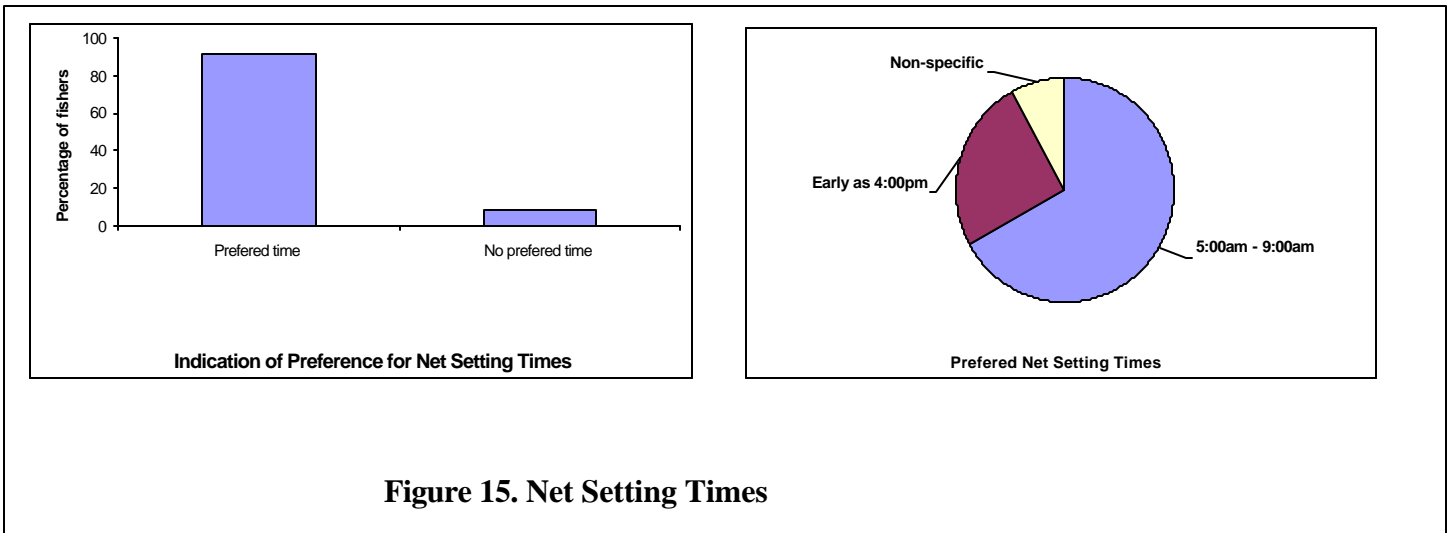 100
80
60
40
20
0
Percentage of fishers
Prefered time
No prefered time
Indication of Preference for Net Setting Times
Non-specific
Early as 4:00pm
5:00am - 9:00am
Prefered Net Setting Times
Figure 15. Net Setting Times